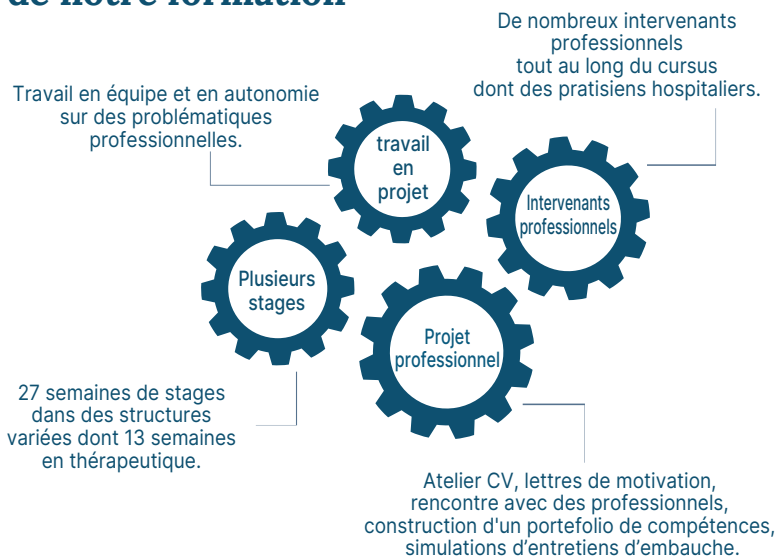 de notre formation
De nombreux intervenants
professionnels
tout au long du cursus
dont des pratisiens hospitaliers.
Travail en équipe et en autonomie
sur des problématiques
professionnelles.
travail
en
projet
Intervenants
professionnels
Plusieurs
stages
Projet
professionnel
27 semaines de stages
dans des structures
variées dont 13 semaines
en thérapeutique.
Atelier CV, lettres de motivation,
rencontre avec des professionnels,
construction d'un portefolio de compétences,
simulations d’entretiens d’embauche.